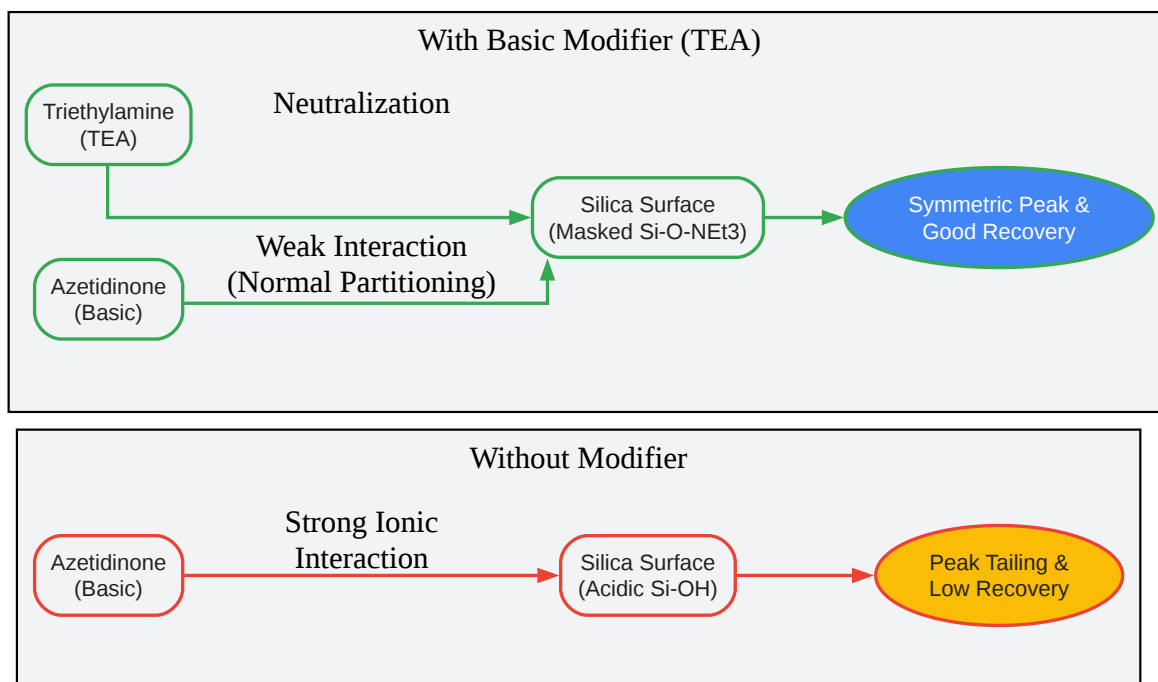 With Basic Modifier (TEA)
Triethylamine
(TEA)
Neutralization
Silica Surface
(Masked Si-O-NEt3)
Symmetric Peak &
Good Recovery
Weak Interaction
(Normal Partitioning)
Azetidinone
(Basic)
Without Modifier
Azetidinone
(Basic)
Strong Ionic
Interaction
Silica Surface
(Acidic Si-OH)
Peak Tailing &
Low Recovery